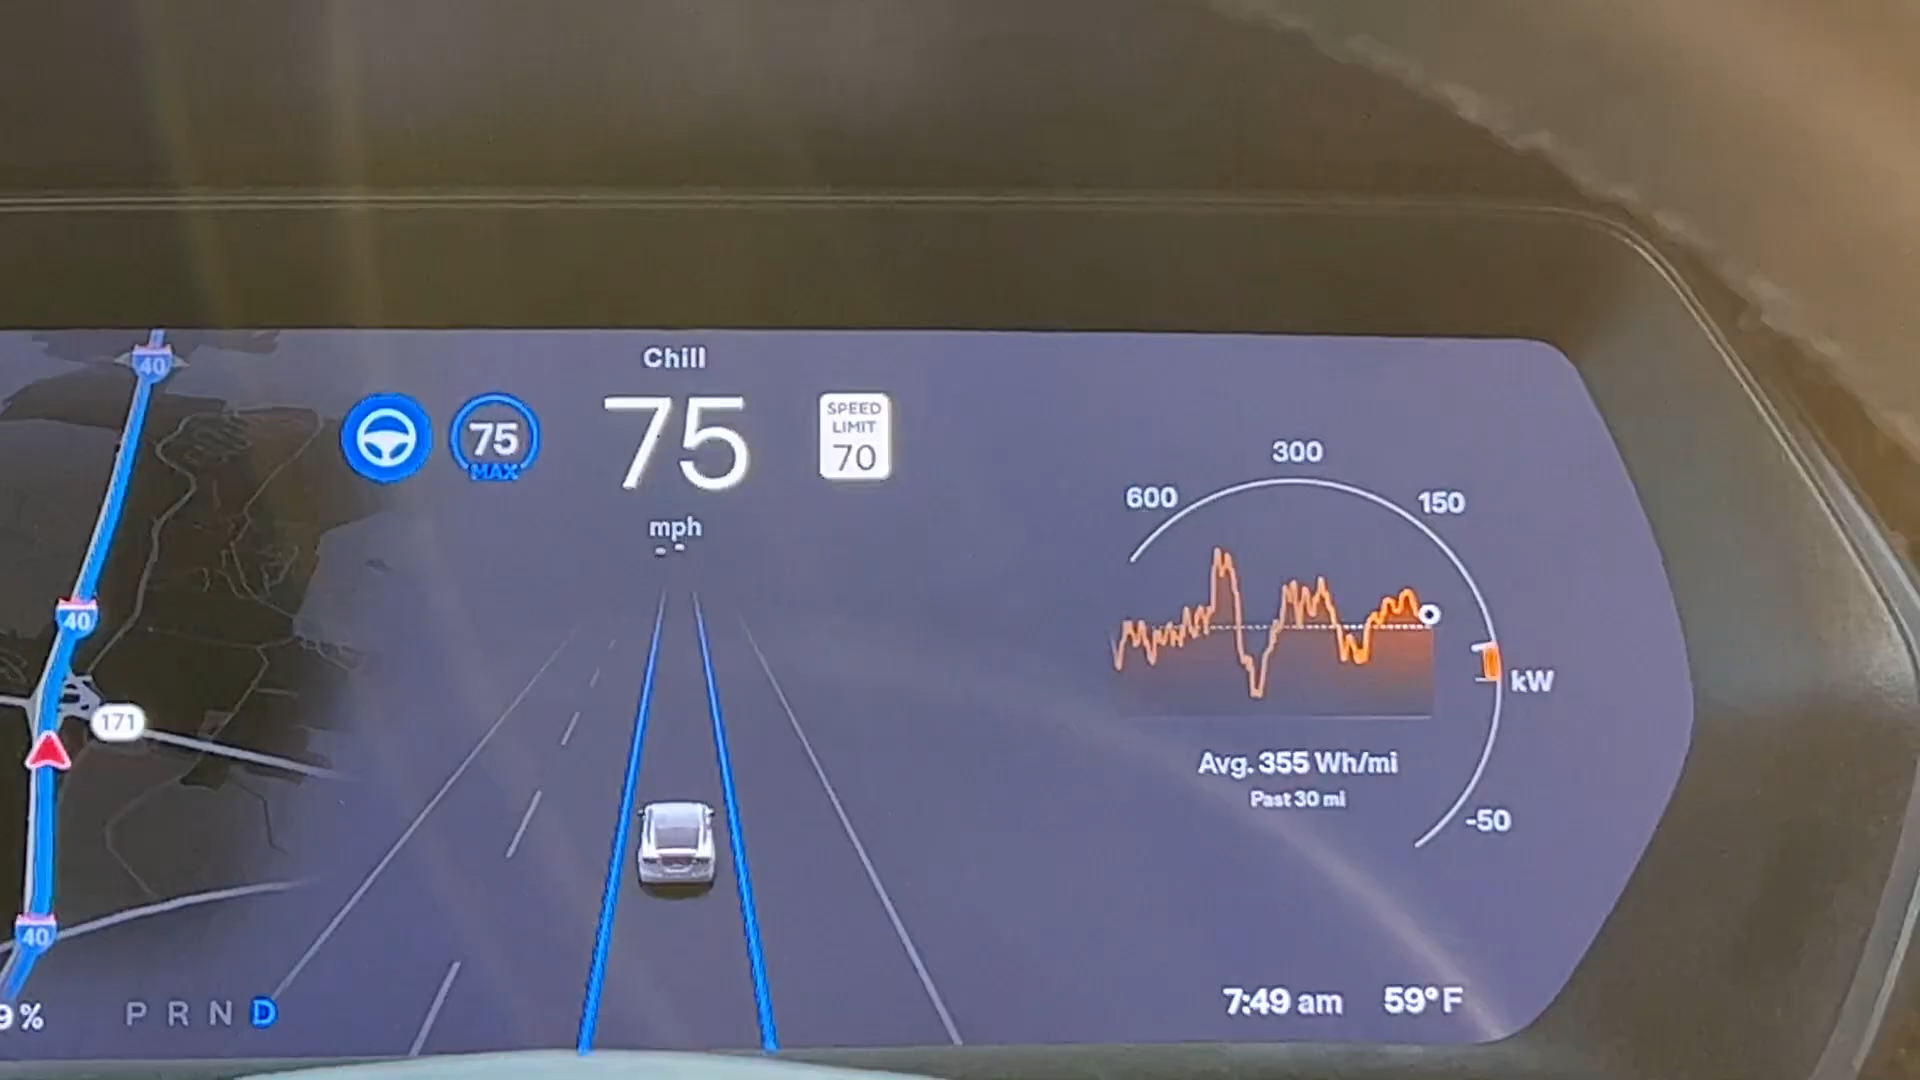 Chill
40
75
MAX
75
mph
SPEED
LIMIT
70
40
171
40
9%
P R N D
600
300
150
kW
-50
Avg. 355 Wh/mi
Past 30 mi
7:49 am
59°F